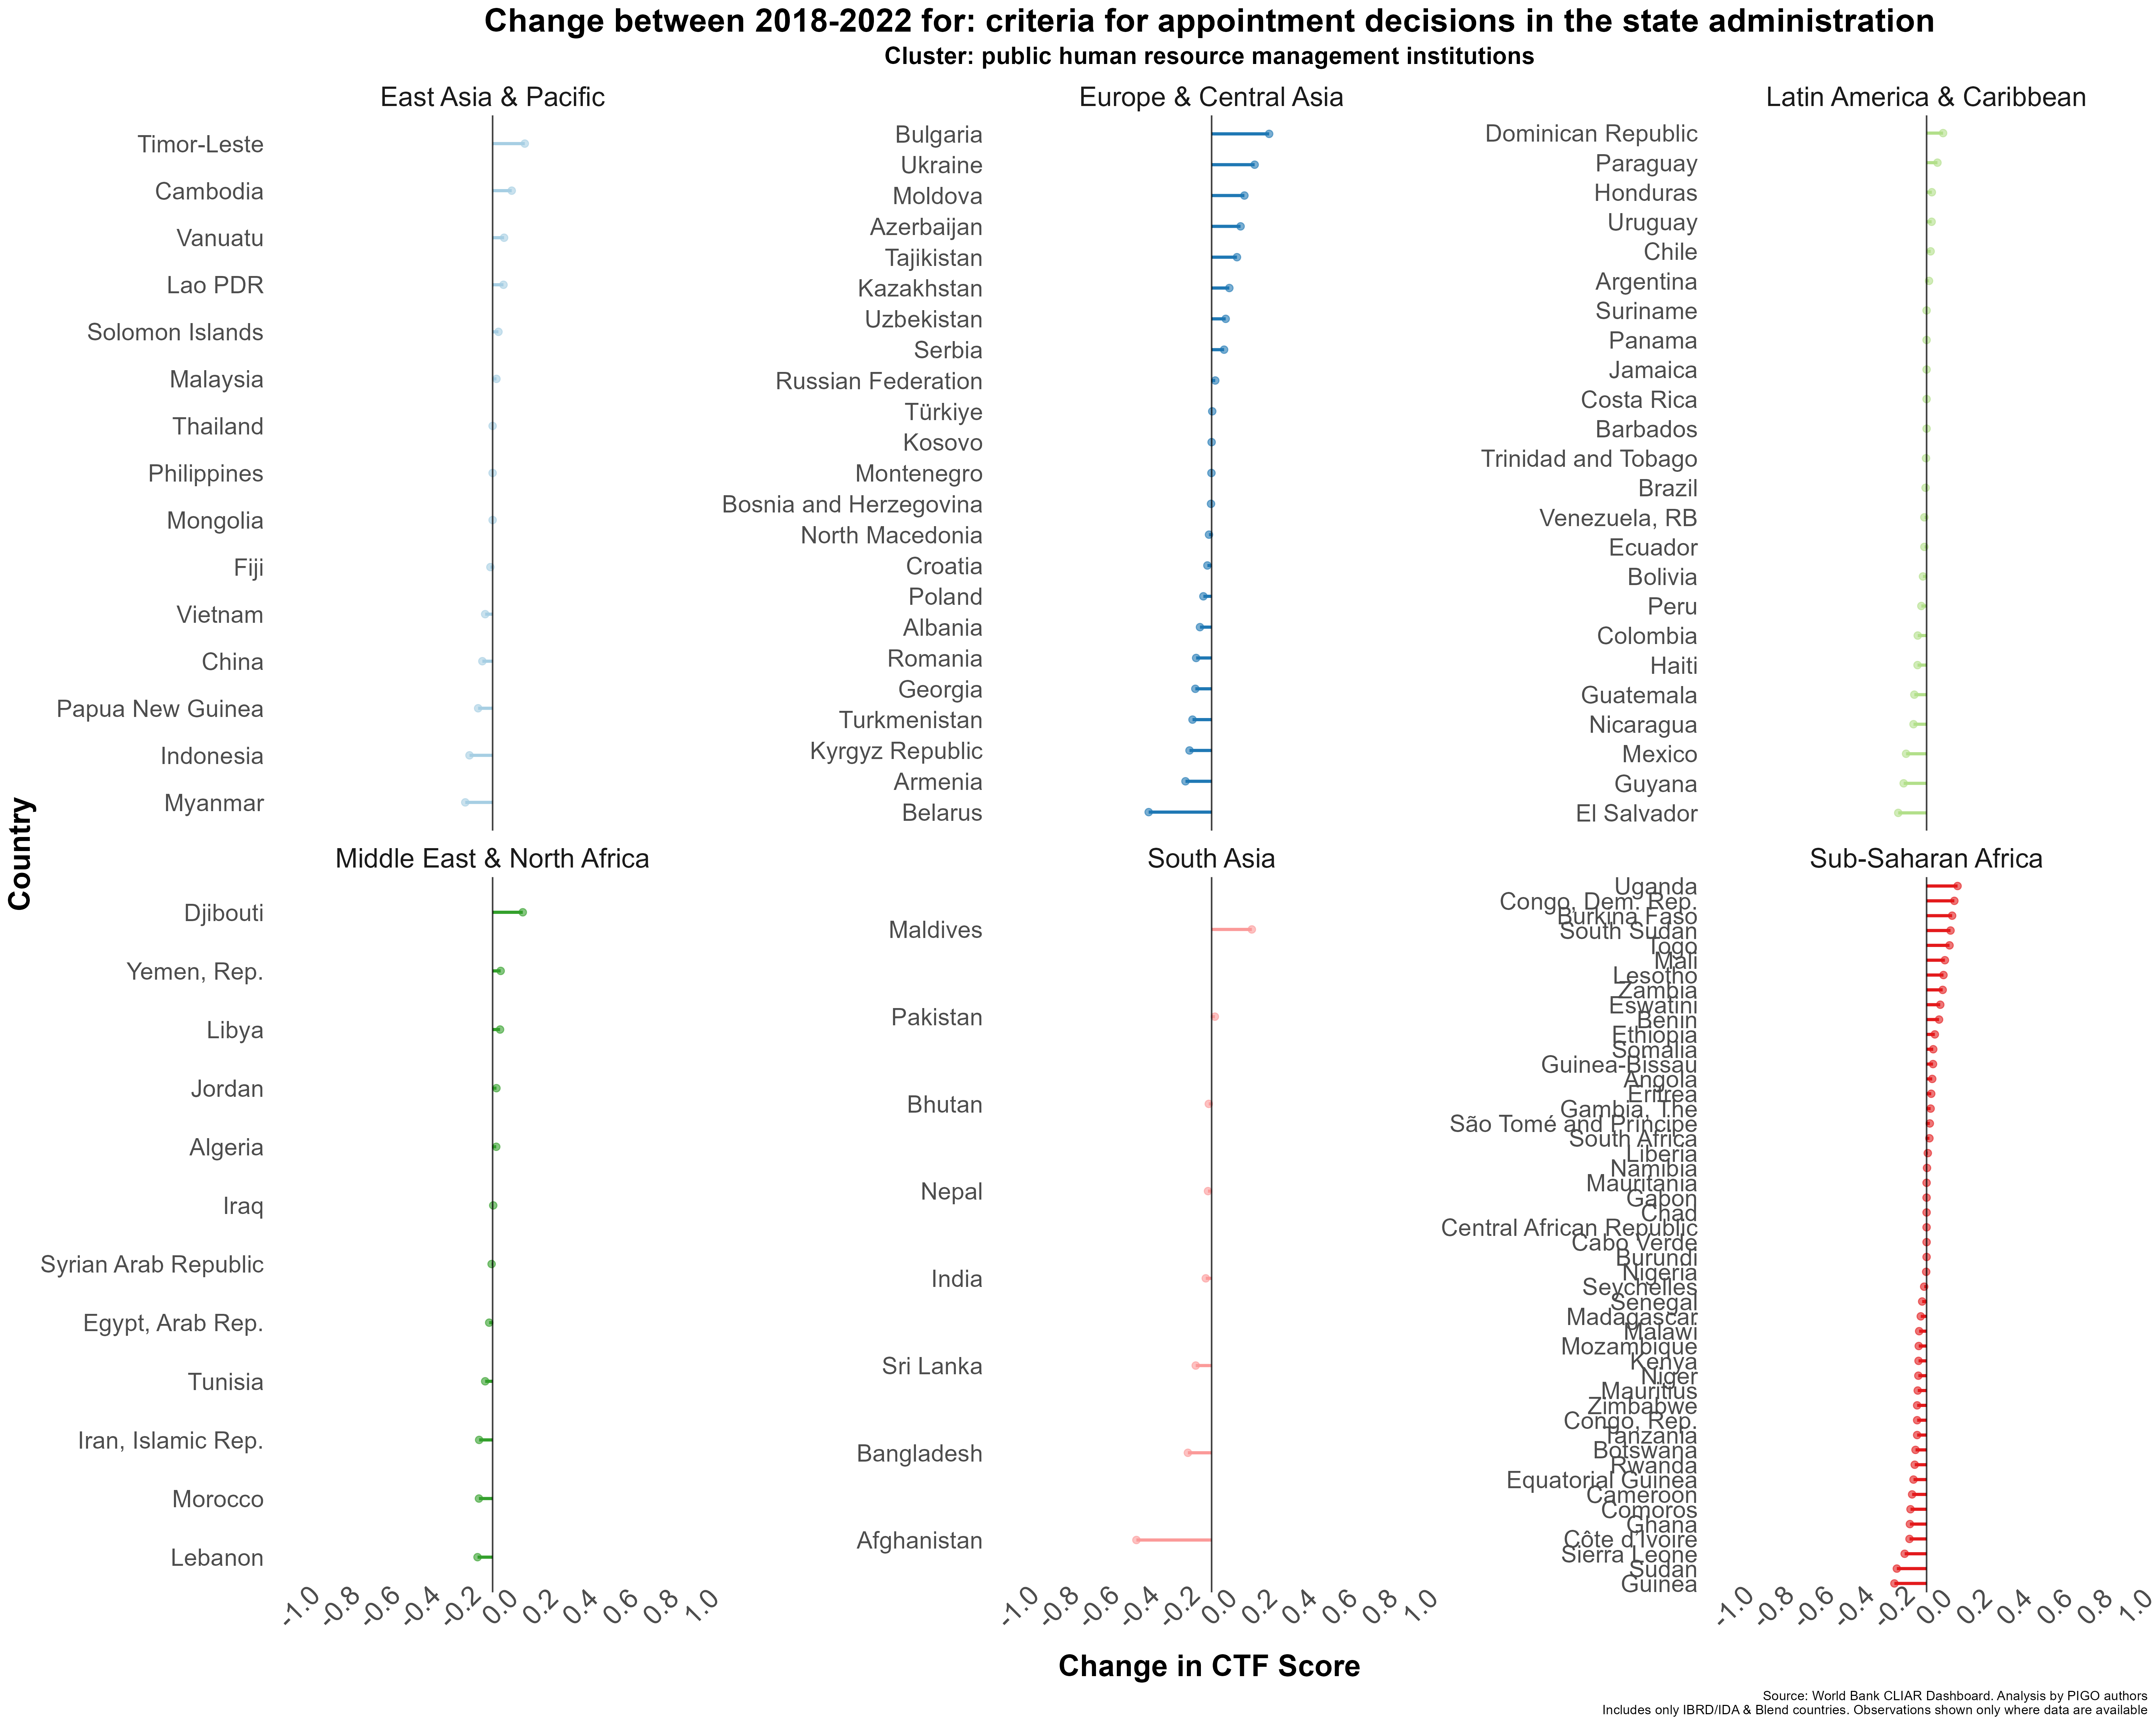 Change between 2018-2022 for: criteria for appointment decisions in the state administration
Cluster: public human resource management institutions
East Asia & Pacific
Timor-Leste
Cambodia
Vanuatu
Lao PDR
Solomon Islands
Malaysia
Thailand
Philippines
Mongolia
Fiji
Vietnam
China
Papua New Guinea
Indonesia
Myanmar
Europe & Central Asia
Bulgaria
Ukraine
Moldova
Azerbaijan
Tajikistan
Kazakhstan
Uzbekistan
Serbia
Russian Federation
Türkiye
Kosovo
Montenegro
Bosnia and Herzegovina
North Macedonia
Croatia
Poland
Albania
Romania
Georgia
Turkmenistan
Kyrgyz Republic
Armenia
Belarus
Latin America & Caribbean
Dominican Republic
Paraguay
Honduras
Uruguay
Chile
Argentina
Suriname
Panama
Jamaica
Costa Rica
Barbados
Trinidad and Tobago
Brazil
Venezuela, RB
Ecuador
Bolivia
Peru
Colombia
Haiti
Guatemala
Nicaragua
Mexico
Guyana
El Salvador
Country
Middle East & North Africa
Djibouti
Yemen, Rep.
Libya
Jordan
Algeria
Iraq
Syrian Arab Republic
Egypt, Arab Rep.
Tunisia
Iran, Islamic Rep.
Morocco
Lebanon
-1.0 -0.8 -0.6 -0.4 -0.2 0.0 0.2 0.4 0.6 0.8 1.0
South Asia
Maldives
Pakistan
Bhutan
Nepal
India
Sri Lanka
Bangladesh
Afghanistan
-1.0 -0.8 -0.6 -0.4 -0.2 0.0 0.2 0.4 0.6 0.8 1.0
Sub-Saharan Africa
Uganda
Congo, Dem. Rep.
Burkina Faso
South Sudan
Togo
Mali
Lesotho
Zambia
Eswatini
Benin
Ethiopia
Somalia
Guinea-Bissau
Angola
Eritrea
Gambia, The
São Tomé and Príncipe
South Africa
Liberia
Namibia
Mauritania
Gabon
Chad
Central African Republic
Cabo Verde
Burundi
Nigeria
Seychelles
Senegal
Madagascar
Malawi
Mozambique
Kenya
Niger
Mauritius
Zimbabwe
Congo, Rep.
Tanzania
Botswana
Rwanda
Equatorial Guinea
Cameroon
Comoros
Ghana
Côte d'Ivoire
Sierra Leone
Sudan
Guinea
-1.0 -0.8 -0.6 -0.4 -0.2 0.0 0.2 0.4 0.6 0.8 1.0
Change in CTF Score
Source: World Bank CLIAR Dashboard. Analysis by PIGO authors
Includes only IBRD/IDA & Blend countries. Observations shown only where data are available